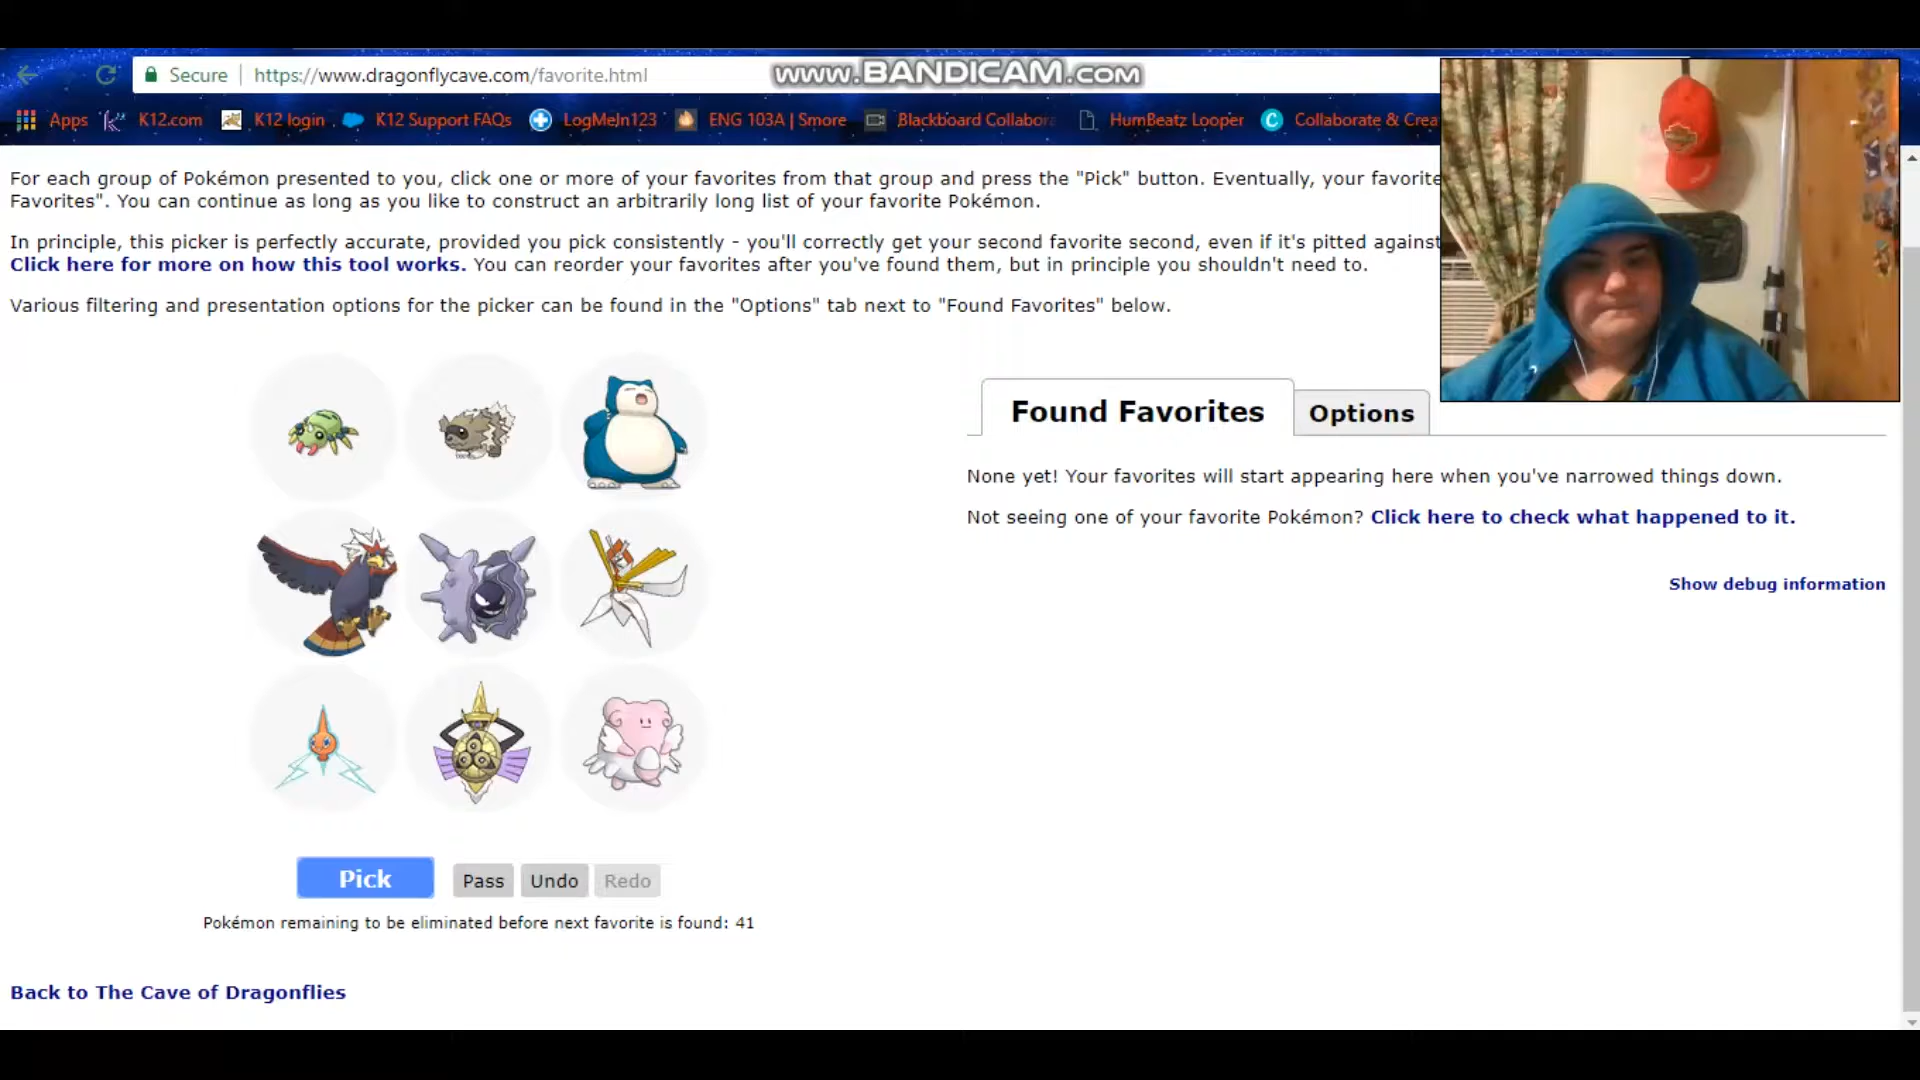 www.BANDICAM.com
Secure https://www.dragonflycave.com/favorite.html
Apps K12.com K12 login K12 Support FAQs LogMeIn123 ENG 103A | Smore Blackboard Collabora HumBeatz Looper Collaborate & Crea
For each group of Pokémon presented to you, click one or more of your favorites from that group and press the "Pick" button. Eventually, your favorite
Favorites". You can continue as long as you like to construct an arbitrarily long list of your favorite Pokémon.
In principle, this picker is perfectly accurate, provided you pick consistently - you'll correctly get your second favorite second, even if it's pitted against
Click here for more on how this tool works. You can reorder your favorites after you've found them, but in principle you shouldn't need to.
Various filtering and presentation options for the picker can be found in the "Options" tab next to "Found Favorites" below.
Found Favorites Options
None yet! Your favorites will start appearing here when you've narrowed things down.
Not seeing one of your favorite Pokémon? Click here to check what happened to it.
Show debug information
Pick Pass Undo Redo
Pokémon remaining to be eliminated before next favorite is found: 41
Back to The Cave of Dragonflies